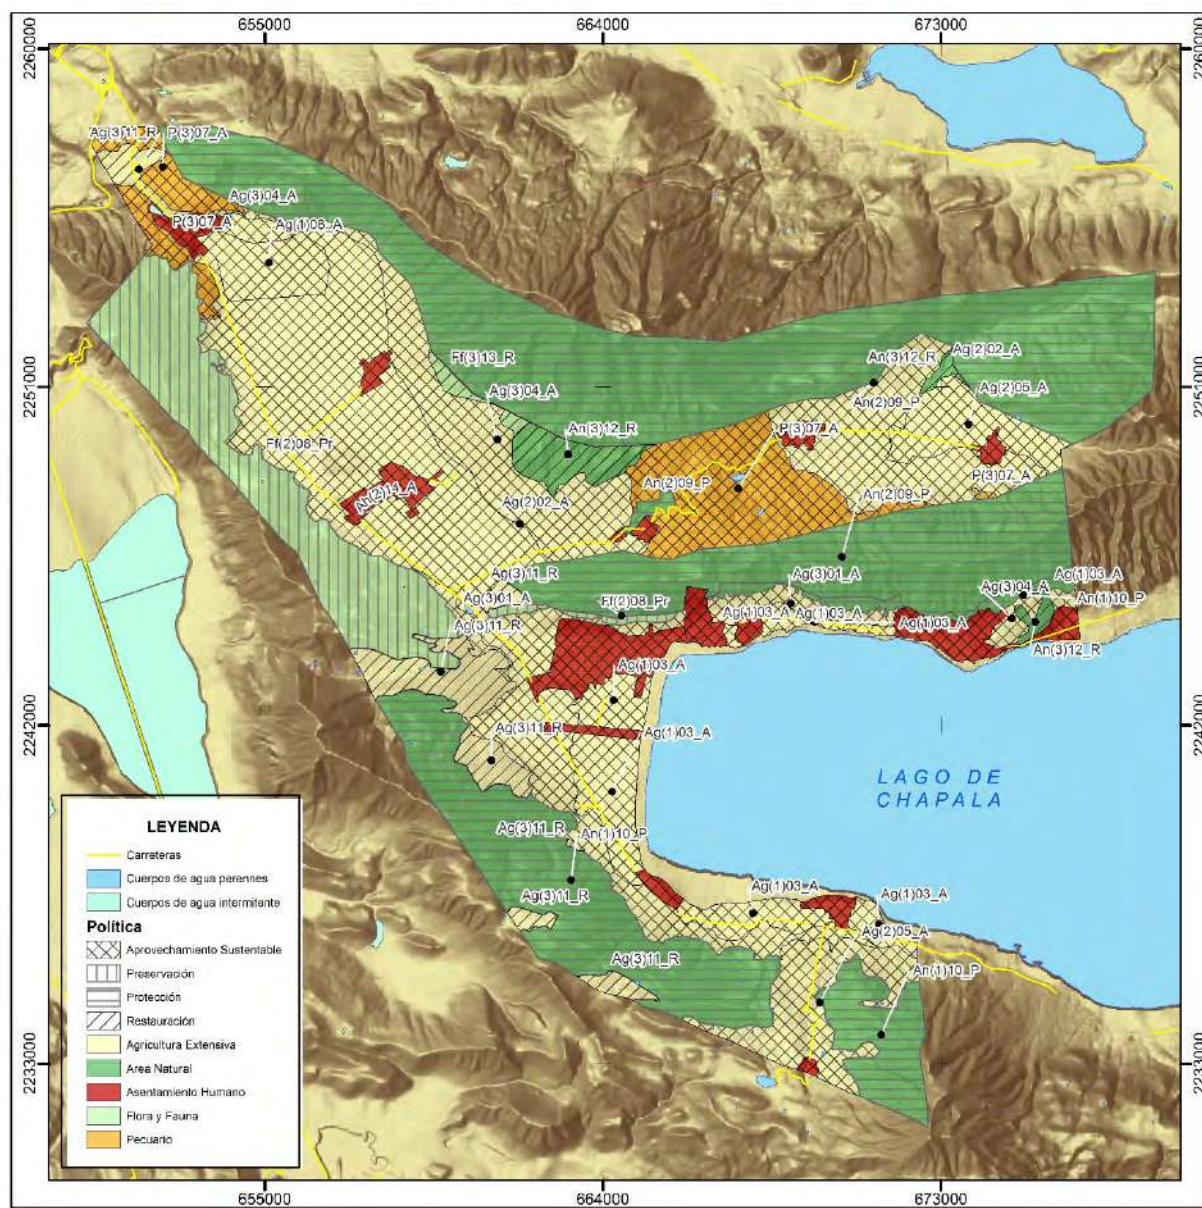 655000
664000
673000
2260000
2260000
Ag(3)11_R
P(3)07_A
Ag(3)04_A
P(3)07_A
Ag(1)06_A
Ff(3)13_R
An(3)12_R
Ag(2)02_A
2251000
2251000
Ag(3)04_A
Ag(2)05_A
An(2)09_P
An(3)12_R
P(3)07_A
Ff(2)08_Pr
P(3)07_A
An(2)09_P
An(2)09_P
An(2)14_A
Ag(2)02_A
Ag(3)11_R
Ag(3)01_A
Ag(1)03_A
Ag(3)01_A
Ff(2)08_Pr
Ag(3)04_A
An(1)10_P
Ag(1)03_A
Ag(1)03_A
Ag(1)03_A
Ag(3)11_R
An(3)12_R
Ag(1)03_A
2242000
2242000
Ag(3)11_R
Ag(1)03_A
LAGO DE
CHAPALA
LEYENDA
Carreteras
Cuerpos de agua perennes
Cuerpos de agua intermitente
Política
Aprovechamiento Sustentable
Preservación
Protección
Restauración
Agricultura Extensiva
Area Natural
Asentamiento Humano
Flora y Fauna
Pecuario
Ag(3)11_R
An(1)10_P
Ag(3)11_R
Ag(1)03_A
Ag(1)03_A
Ag(2)05_A
Ag(3)11_R
An(1)10_P
2233000
2233000
655000
664000
673000